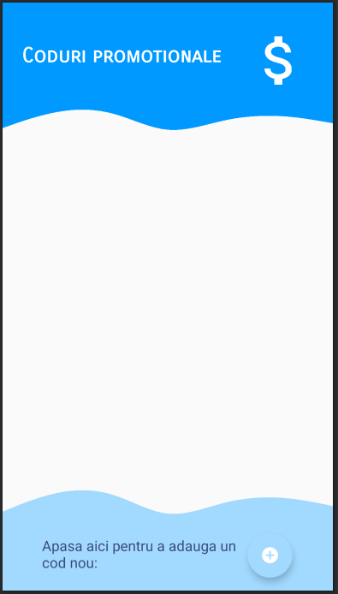 Coduri promotionale
$
Apasa aici pentru a adauga un
cod nou: